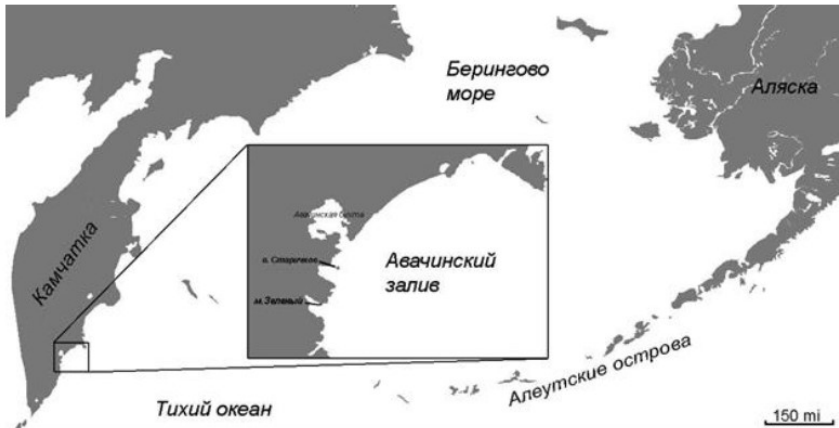 Берингово
море
Аляска
Камчатка
Авачинская бухта
о. Старичков
м. Зеленый
Авачинский
залив
Алеутские острова
Тихий океан
150 mi